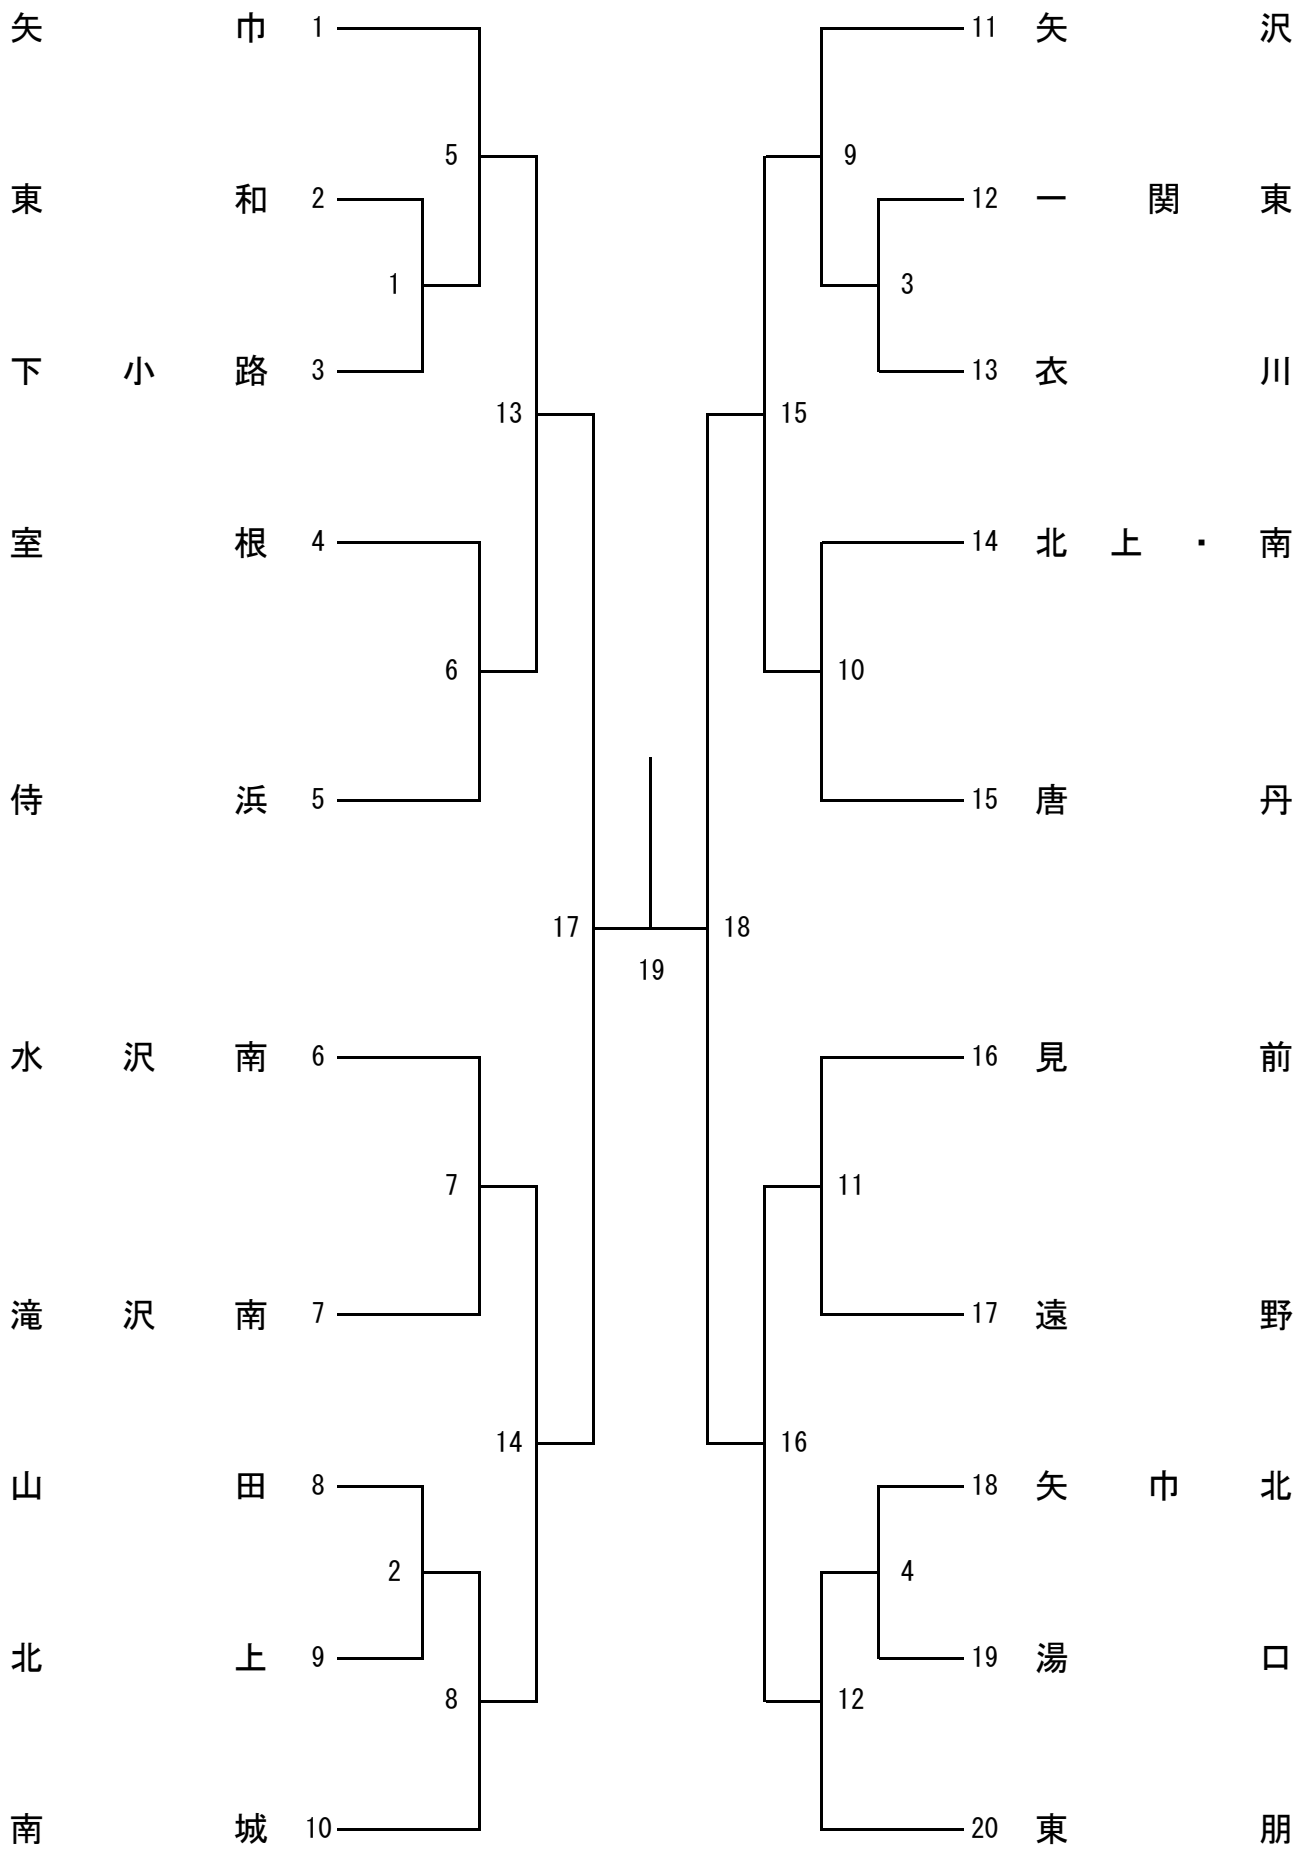 矢巾 1 11 矢沢
5 9
東和 2 12 一関東
1 3
下小路 3 13 衣川
13 15
室根 4 14 北上・南
6 10
侍浜 5 15 唐丹
17 18
19
水沢南 6 16 見前
7 11
滝沢南 7 17 遠野
14 16
山田 8 18 矢巾北
2 4
北上 9 19 湯口
8 12
南城 10 20 東朋